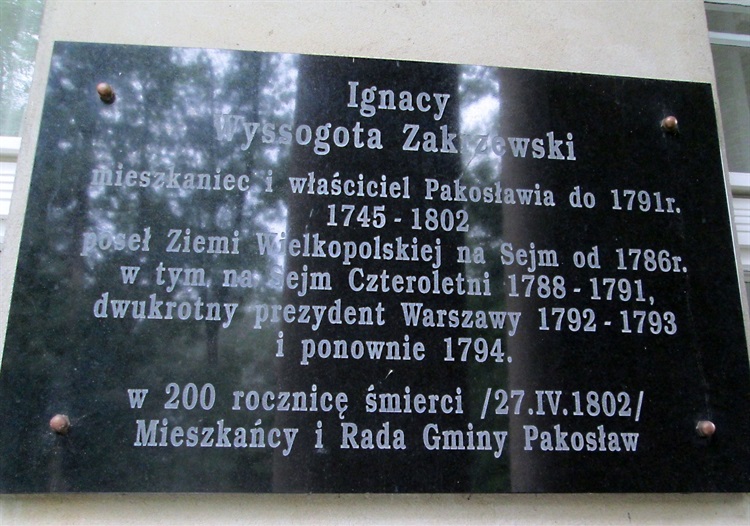 Ignacy
Wyssogota Zakrzewski
mieszkaniec i właściciel Pakosławia do 1791r.
1745 - 1802
poseł Ziemi Wielkopolskiej na Sejm od 1786r.
w tym na Sejm Czteroletni 1788 - 1791,
dwukrotny prezydent Warszawy 1792 - 1793
i ponownie 1794.
w 200 rocznicę śmierci /27.IV.1802/
Mieszkańcy i Rada Gminy Pakosław